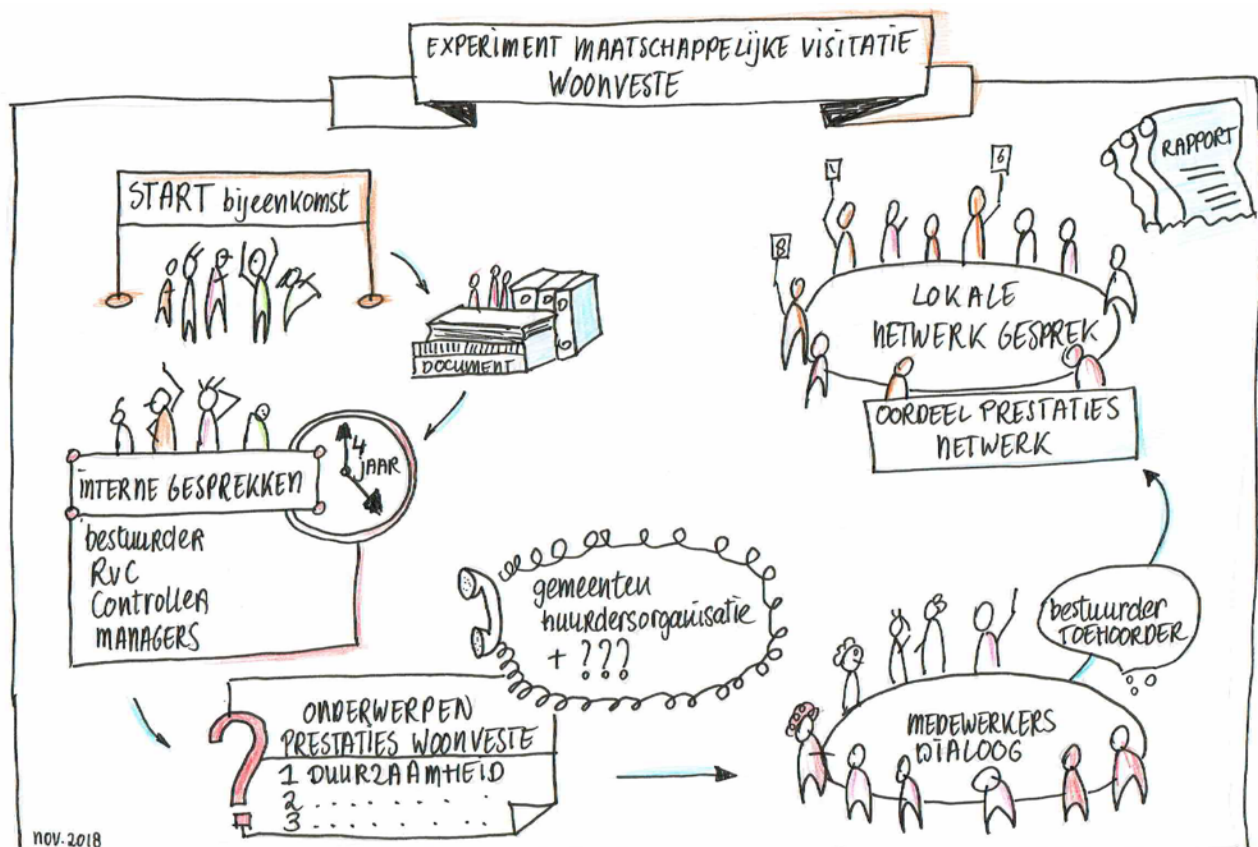 EXPERIMENT MAATSCHAPPELIJKE VISITATIE
WOONVESTE
START bijeenkomst
DOCUMENT
4
JAAR
INTERNE GESPREKKEN
bestuurder
RvC
Controller
MANAGERS
gemeenten
huurdersorganisatie
+ ???
?
ONDERWERPEN
PRESTATIES WOONVESTE
1 DUURZAAMHEID
2 . . . . . . . .
3 . . . . . . . .
MEDEWERKERS
DIALOOG
bestuurder
TOEHOORDER
1
6
8
LOKALE
NETWERK GESPREK
OORDEEL PRESTATIES
NETWERK
RAPPORT
nov. 2018